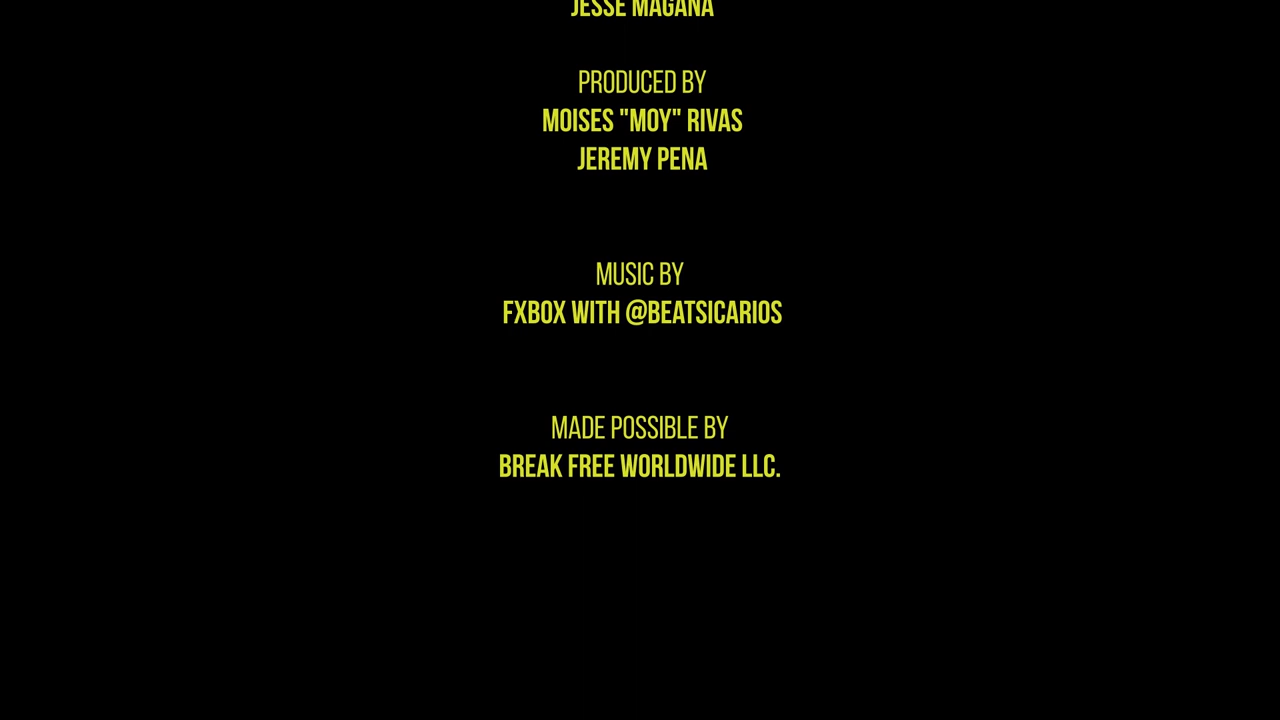 JESSE MAGANA
PRODUCED BY
MOISES "MOY" RIVAS
JEREMY PENA
MUSIC BY
FXBOX WITH @BEATSICARIOS
MADE POSSIBLE BY
BREAK FREE WORLDWIDE LLC.